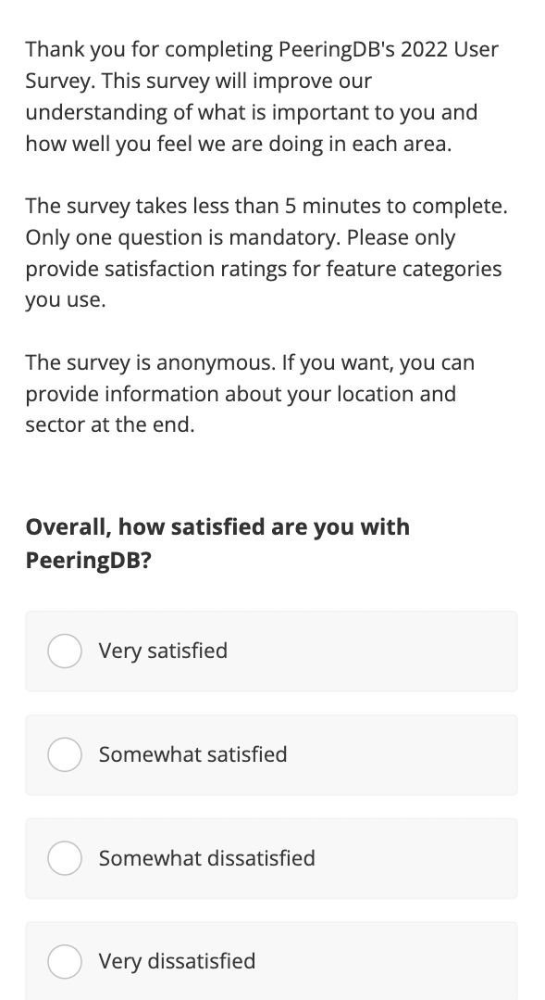 Thank you for completing PeeringDB's 2022 User
Survey. This survey will improve our
understanding of what is important to you and
how well you feel we are doing in each area.
The survey takes less than 5 minutes to complete.
Only one question is mandatory. Please only
provide satisfaction ratings for feature categories
you use.
The survey is anonymous. If you want, you can
provide information about your location and
sector at the end.
Overall, how satisfied are you with
PeeringDB?
Very satisfied
Somewhat satisfied
Somewhat dissatisfied
Very dissatisfied